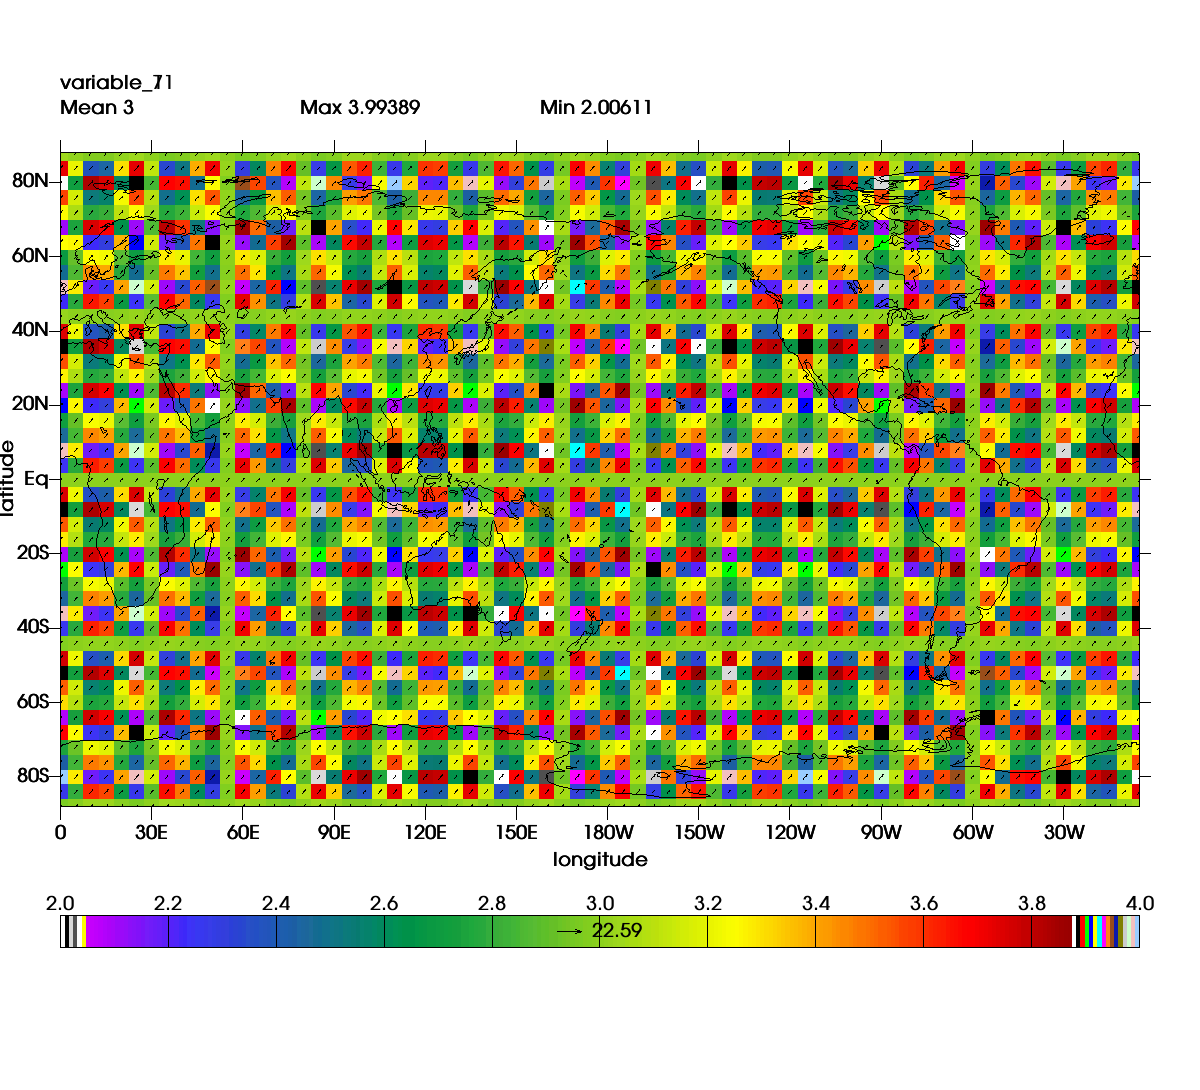 variable_71
Mean 3 Max 3.99389 Min 2.00611
80N
60N
40N
20N
Eq
20S
40S
60S
80S
latitude
0 30E 60E 90E 120E 150E 180W 150W 120W 90W 60W 30W
longitude
2.0 2.2 2.4 2.6 2.8 3.0 3.2 3.4 3.6 3.8 4.0
22.59